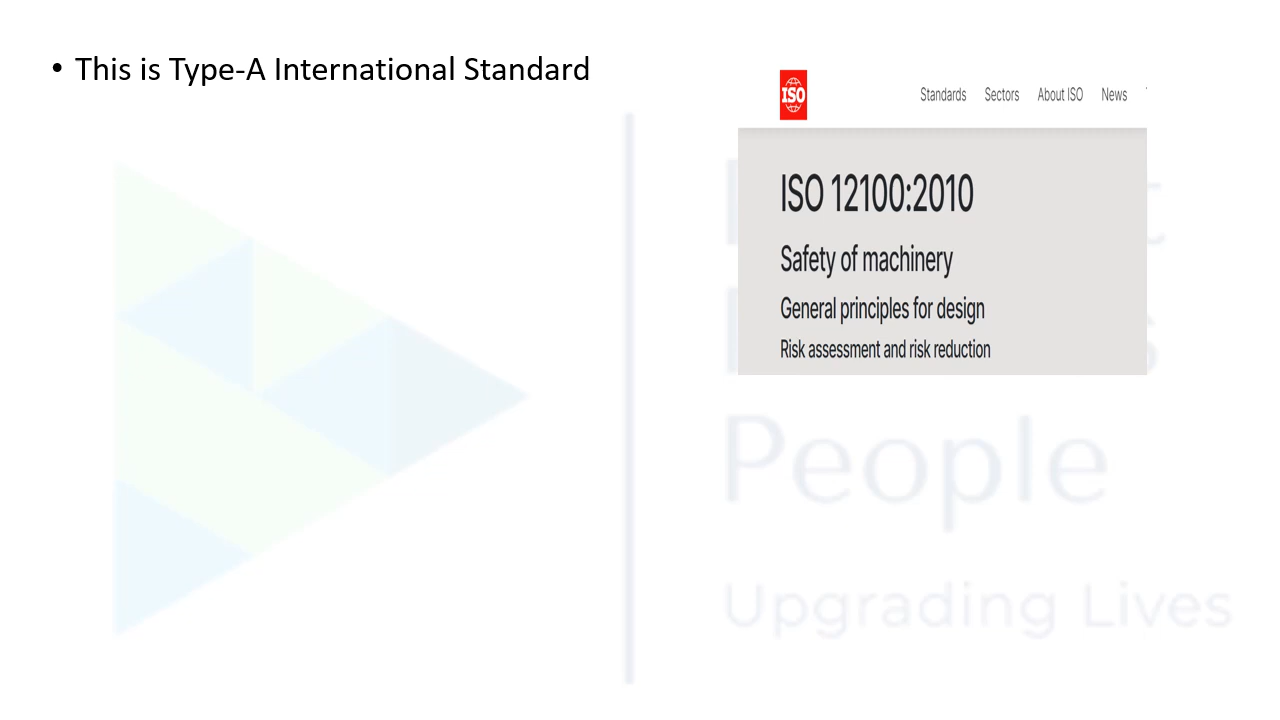 • This is Type-A International Standard
ISO
Standards Sectors About ISO News
ISO 12100:2010
Safety of machinery
General principles for design
Risk assessment and risk reduction
People
Upgrading Lives